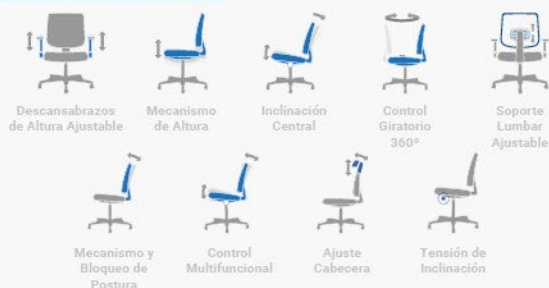 Descansabrazos
de Altura Ajustable
Mecanismo
de Altura
Inclinación
Central
Control
Giratorio
360º
Soporte
Lumbar
Ajustable
Mecanismo y
Bloqueo de
Postura
Control
Multifuncional
Ajuste
Cabecera
Tensión de
Inclinación